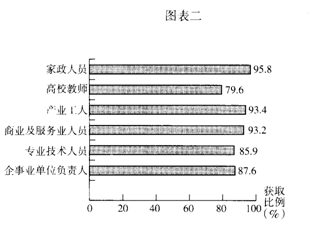 图表二
家政人员 95.8
高校教师 79.6
产业工人 93.4
商业及服务业人员 93.2
专业技术人员 85.9
企事业单位负责人 87.6
0 20 40 60 80 100
获取
比例
(%)